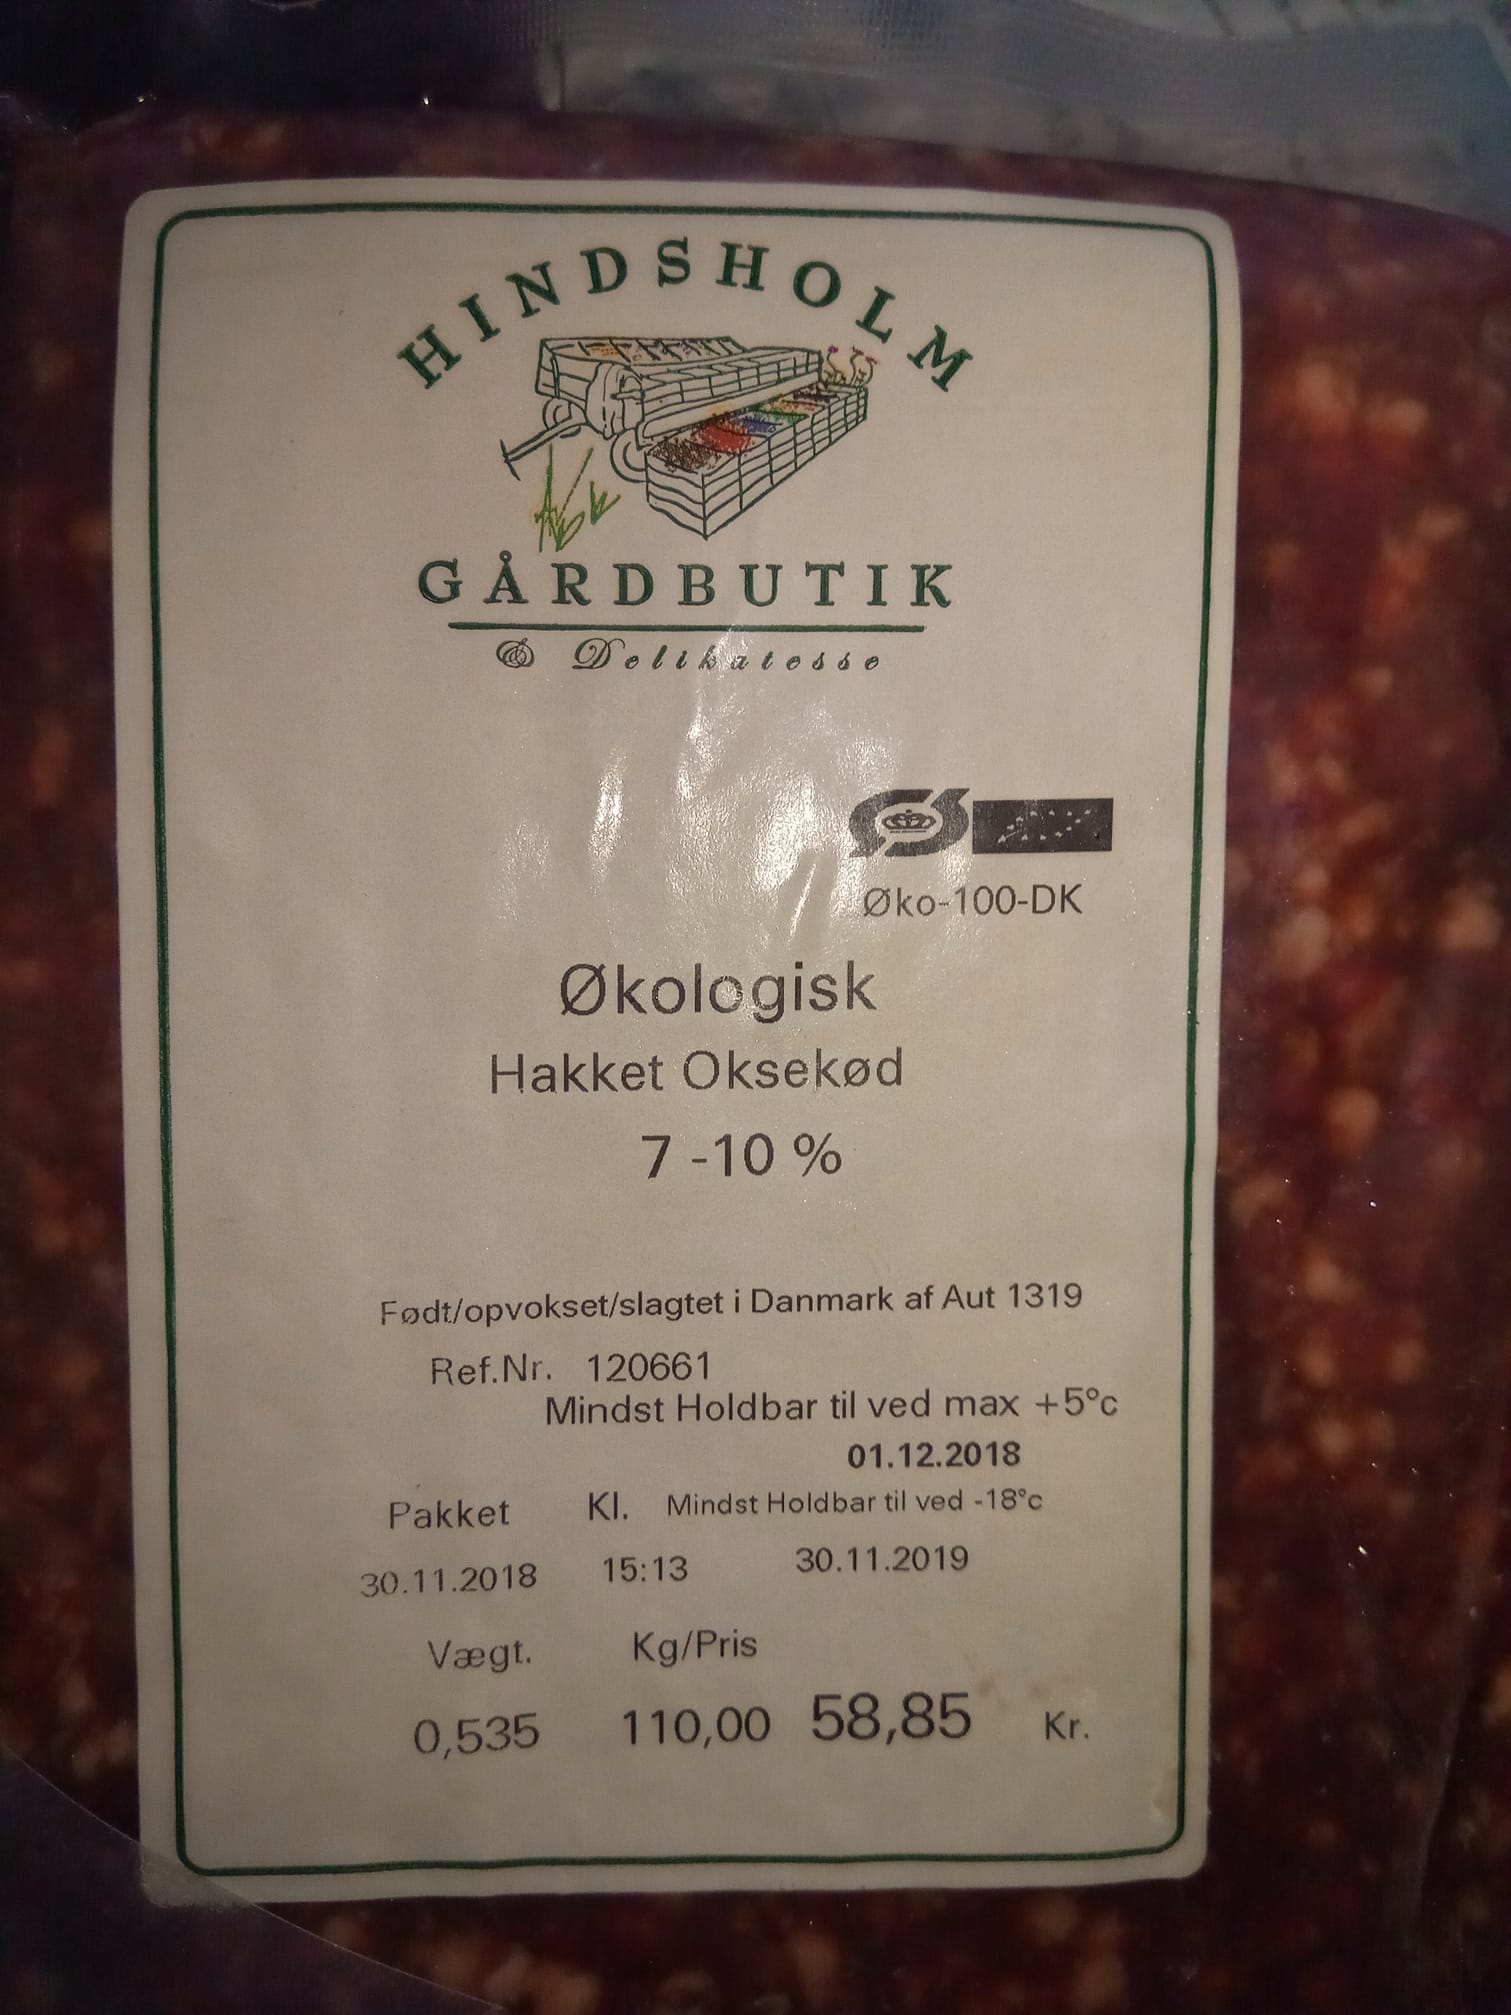 HINDSHOLM
GÅRDBUTIK
& Delikatesse
Øko-100-DK
Økologisk
Hakket Oksekød
7 -10 %
Født/opvokset/slagtet i Danmark af Aut 1319
Ref.Nr. 120661
Mindst Holdbar til ved max +5°c
01.12.2018
Pakket Kl. Mindst Holdbar til ved -18°c
30.11.2018 15:13 30.11.2019
Vægt. Kg/Pris
0,535 110,00 58,85 Kr.